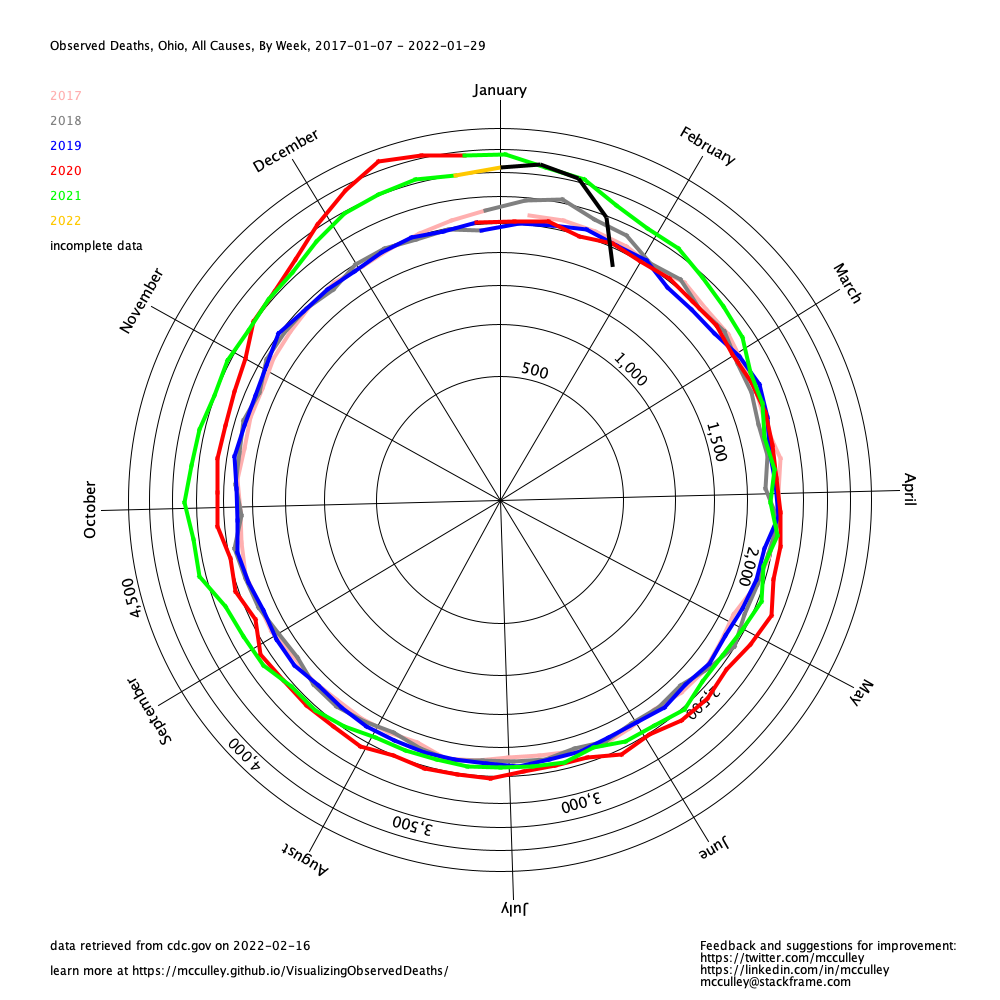 Observed Deaths, Ohio, All Causes, By Week, 2017-01-07 - 2022-01-29
2017
2018
2019
2020
2021
2022
incomplete data
January
February
March
April
May
June
July
August
September
October
November
December
500
1,000
1,500
2,000
2,500
3,000
3,500
4,000
4,500
data retrieved from cdc.gov on 2022-02-16
learn more at https://mcculley.github.io/VisualizingObservedDeaths/
Feedback and suggestions for improvement:
https://twitter.com/mcculley
https://linkedin.com/in/mcculley
mcculley@stackframe.com